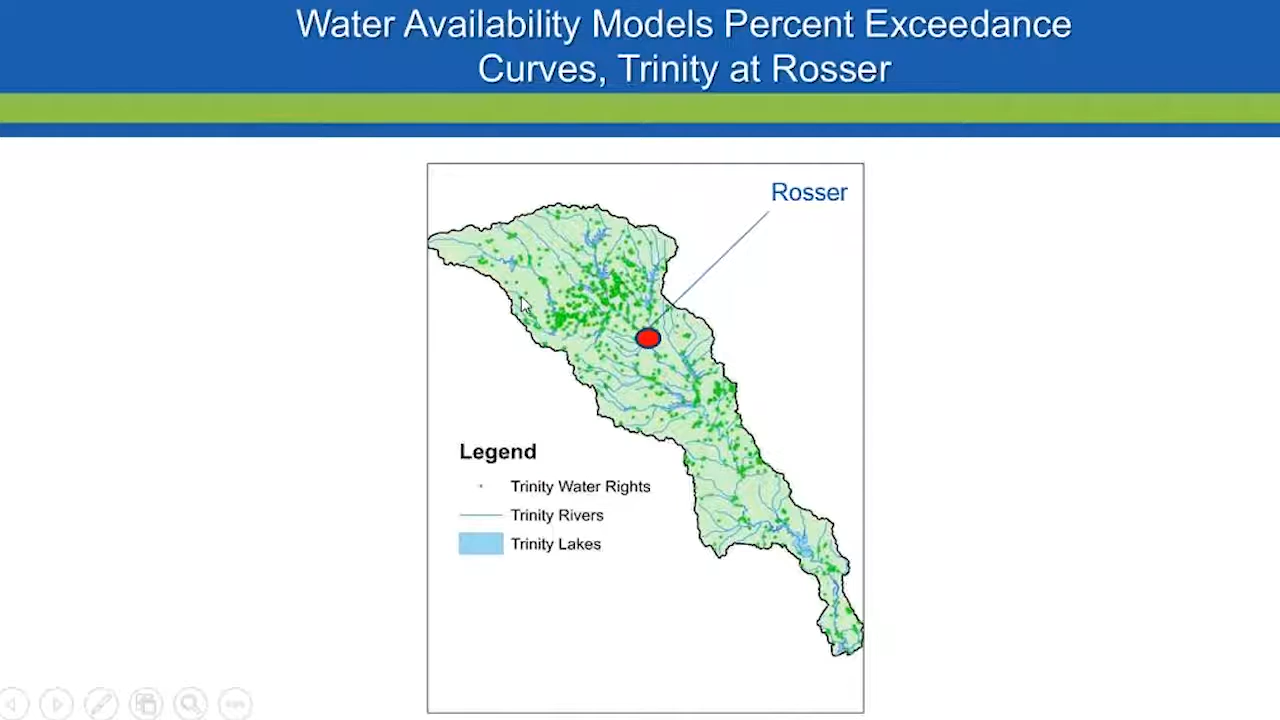 Water Availability Models Percent Exceedance
Curves, Trinity at Rosser
Rosser
Legend
Trinity Water Rights
Trinity Rivers
Trinity Lakes